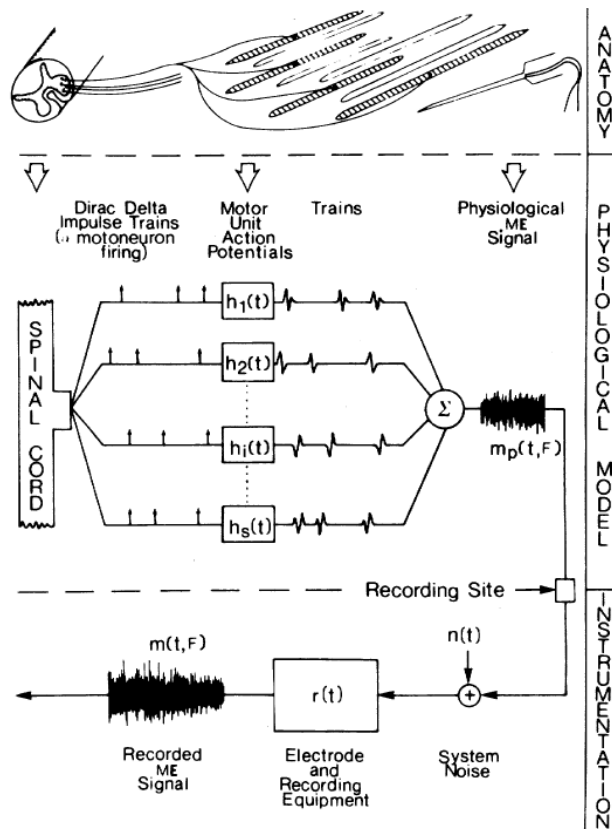 ANATOMY
Dirac Delta
Impulse Trains
(α motoneuron
firing)
Motor
Unit
Action
Potentials
Trains
Physiological
ME
Signal
PHYSIOLOGICAL MODEL
SPINAL CORD
h₁(t)
h₂(t)
hᵢ(t)
hₛ(t)
Σ
mₚ(t,F)
Recording Site
INSTRUMENTATION
m(t,F)
n(t)
r(t)
+
Recorded
ME
Signal
Electrode
and
Recording
Equipment
System
Noise